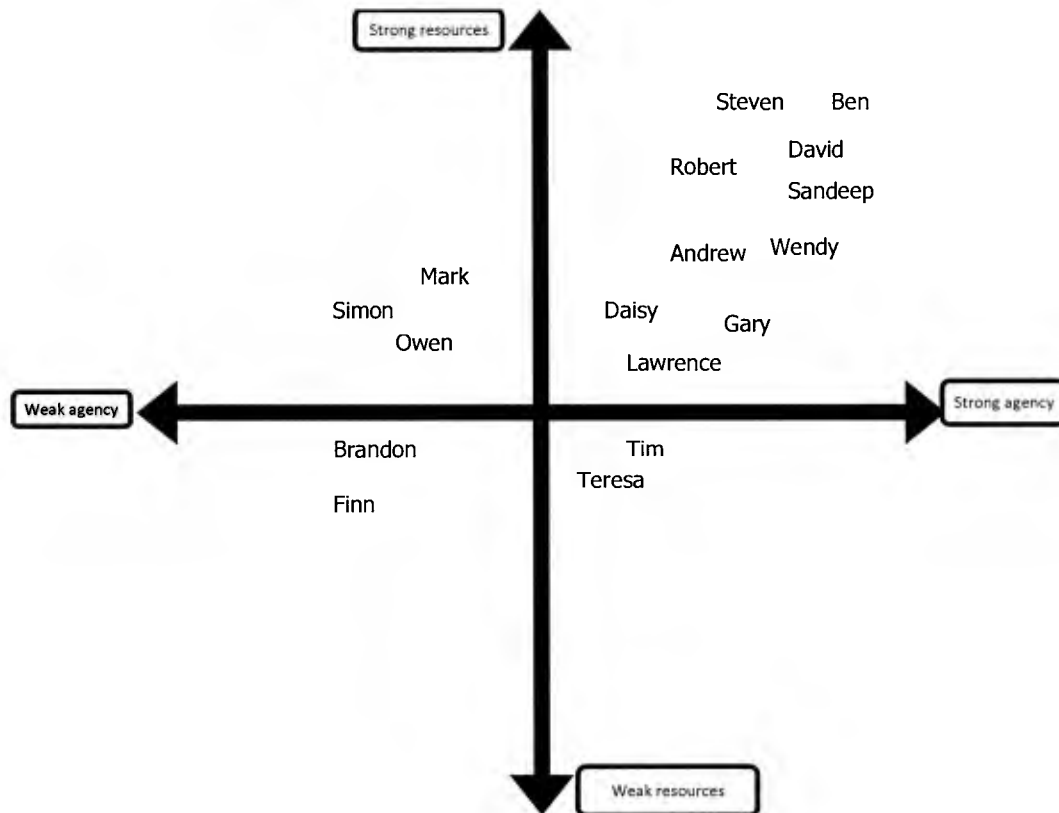 Strong resources
Steven Ben
David
Robert
Sandeep
Wendy
Andrew
Mark
Simon
Daisy
Gary
Owen
Lawrence
Weak agency
Strong agency
Brandon
Tim
Teresa
Finn
Weak resources